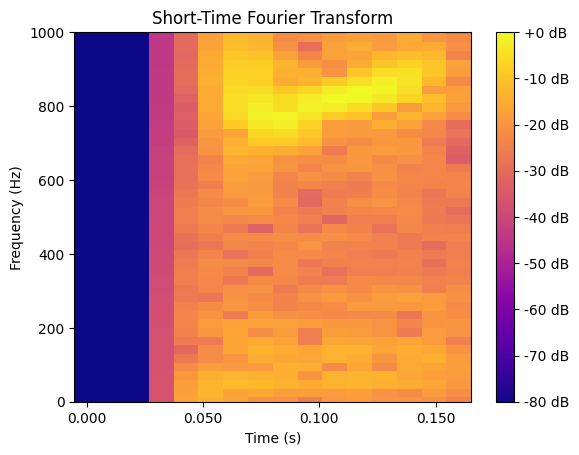 Short-Time Fourier Transform
1000
800
600
400
200
0
Frequency (Hz)
0.000
0.050
0.100
0.150
Time (s)
+0 dB
-10 dB
-20 dB
-30 dB
-40 dB
-50 dB
-60 dB
-70 dB
-80 dB